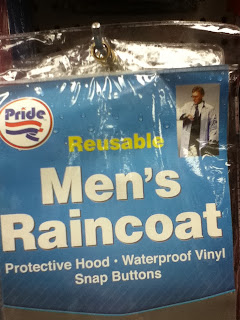 Pride
Reusable
Men's
Raincoat
Protective Hood • Waterproof Vinyl
Snap Buttons